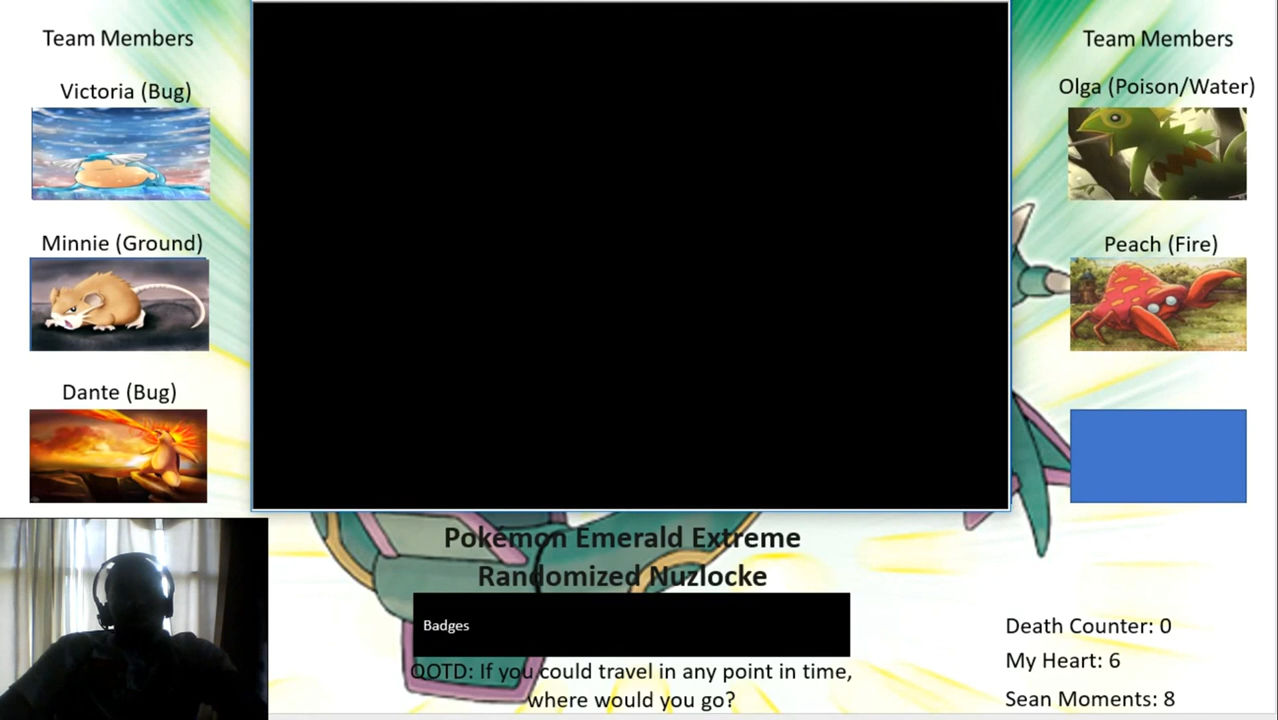 Team Members
Victoria (Bug)
Minnie (Ground)
Dante (Bug)
Team Members
Olga (Poison/Water)
Peach (Fire)
Pokémon Emerald Extreme
Randomized Nuzlocke
Badges
QOTD: If you could travel in any point in time,
where would you go?
Death Counter: 0
My Heart: 6
Sean Moments: 8